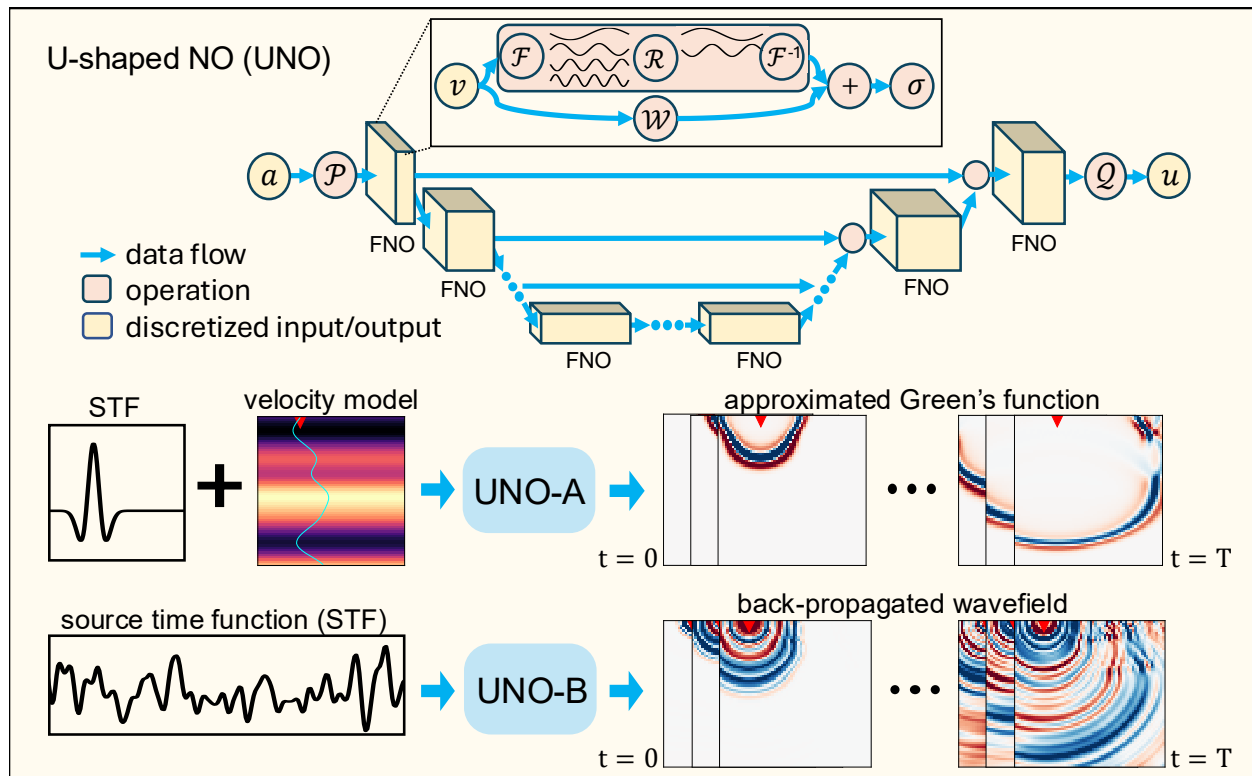 U-shaped NO (UNO)
ℱ
ℛ
ℱ⁻¹
v
𝒲
+
σ
a
𝒫
𝒬
u
FNO
FNO
FNO
FNO
FNO
FNO
data flow
operation
discretized input/output
STF
velocity model
approximated Green's function
+
UNO-A
t = 0
t = T
source time function (STF)
back-propagated wavefield
UNO-B
t = 0
t = T